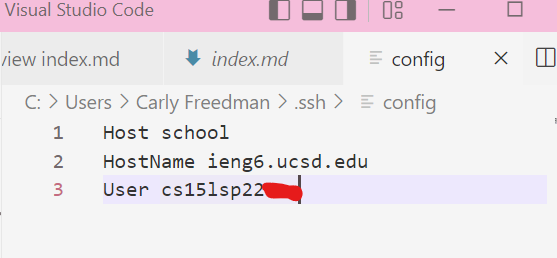 Visual Studio Code
view index.md index.md config
C: > Users > Carly Freedman > .ssh > config
1 Host school
2 HostName ieng6.ucsd.edu
3 User cs15lsp22